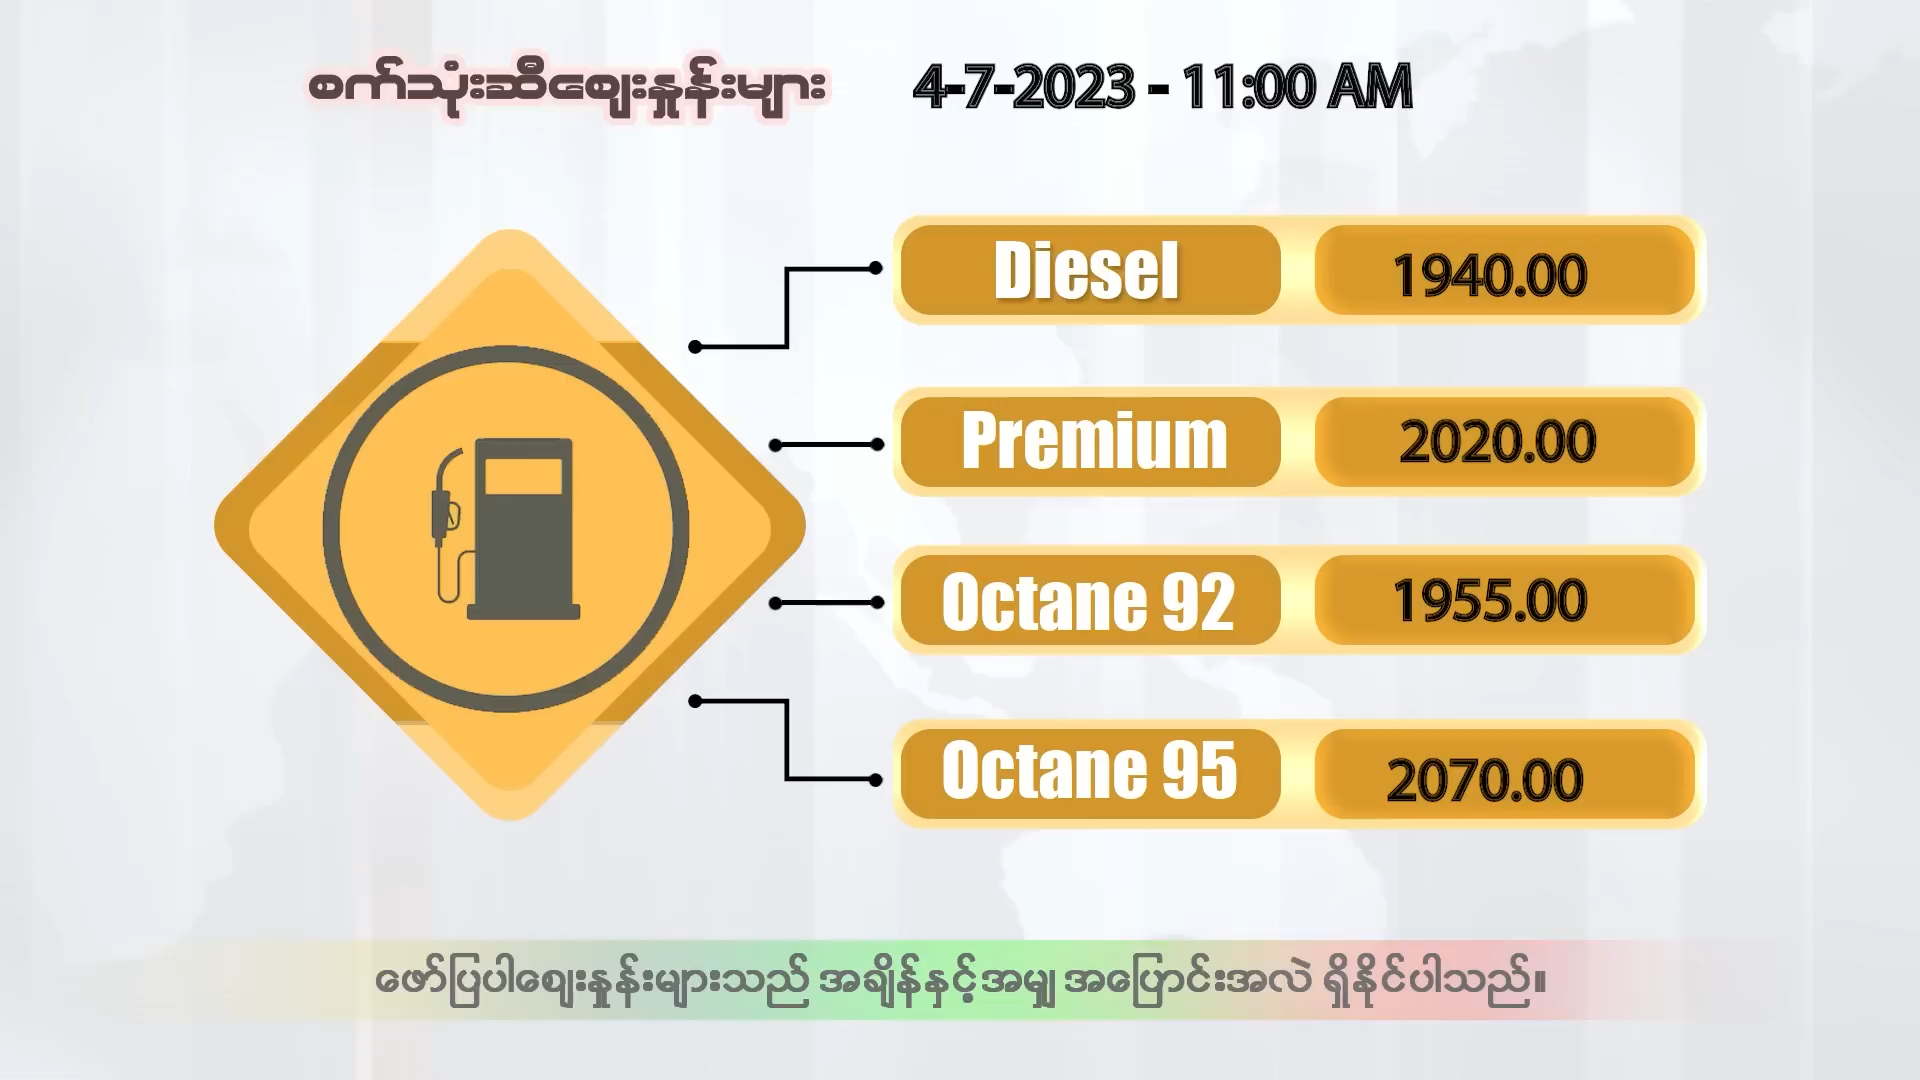 စက်သုံးဆီဈေးနှုန်းများ 4-7-2023 - 11:00 AM
Diesel 1940.00
Premium 2020.00
Octane 92 1955.00
Octane 95 2070.00
ဖော်ပြပါဈေးနှုန်းများသည် အချိန်နှင့်အမျှ အပြောင်းအလဲ ရှိနိုင်ပါသည်။